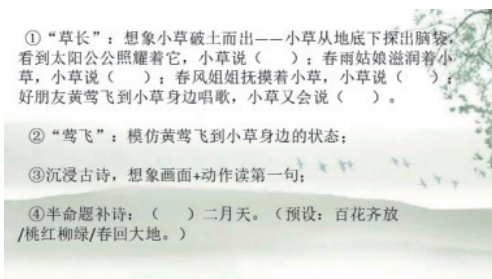 ①“草长”：想象小草破土而出——小草从地底下探出脑袋，
看到太阳公公照耀着它，小草说（    ）；春雨姑娘滋润着小
草，小草说（    ）；春风姐姐抚摸着小草，小草说（    ）；
好朋友黄莺飞到小草身边唱歌，小草又会说（    ）。
②“莺飞”：模仿黄莺飞到小草身边的状态；
③沉浸古诗，想象画面+动作读第一句；
④半命题补诗：（    ）二月天。（预设：百花齐放
/桃红柳绿/春回大地。）